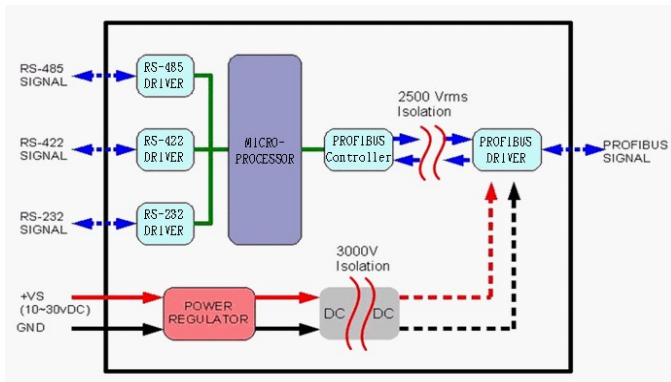 RS-485
SIGNAL
RS-485
DRIVER
RS-422
SIGNAL
RS-422
DRIVER
RS-232
SIGNAL
RS-232
DRIVER
MICRO-
PROCESSOR
PROFIBUS
Controller
2500 Vrms
Isolation
PROFIBUS
DRIVER
PROFIBUS
SIGNAL
3000V
Isolation
+VS
(10~30vDC)
GND
POWER
REGULATOR
DC DC